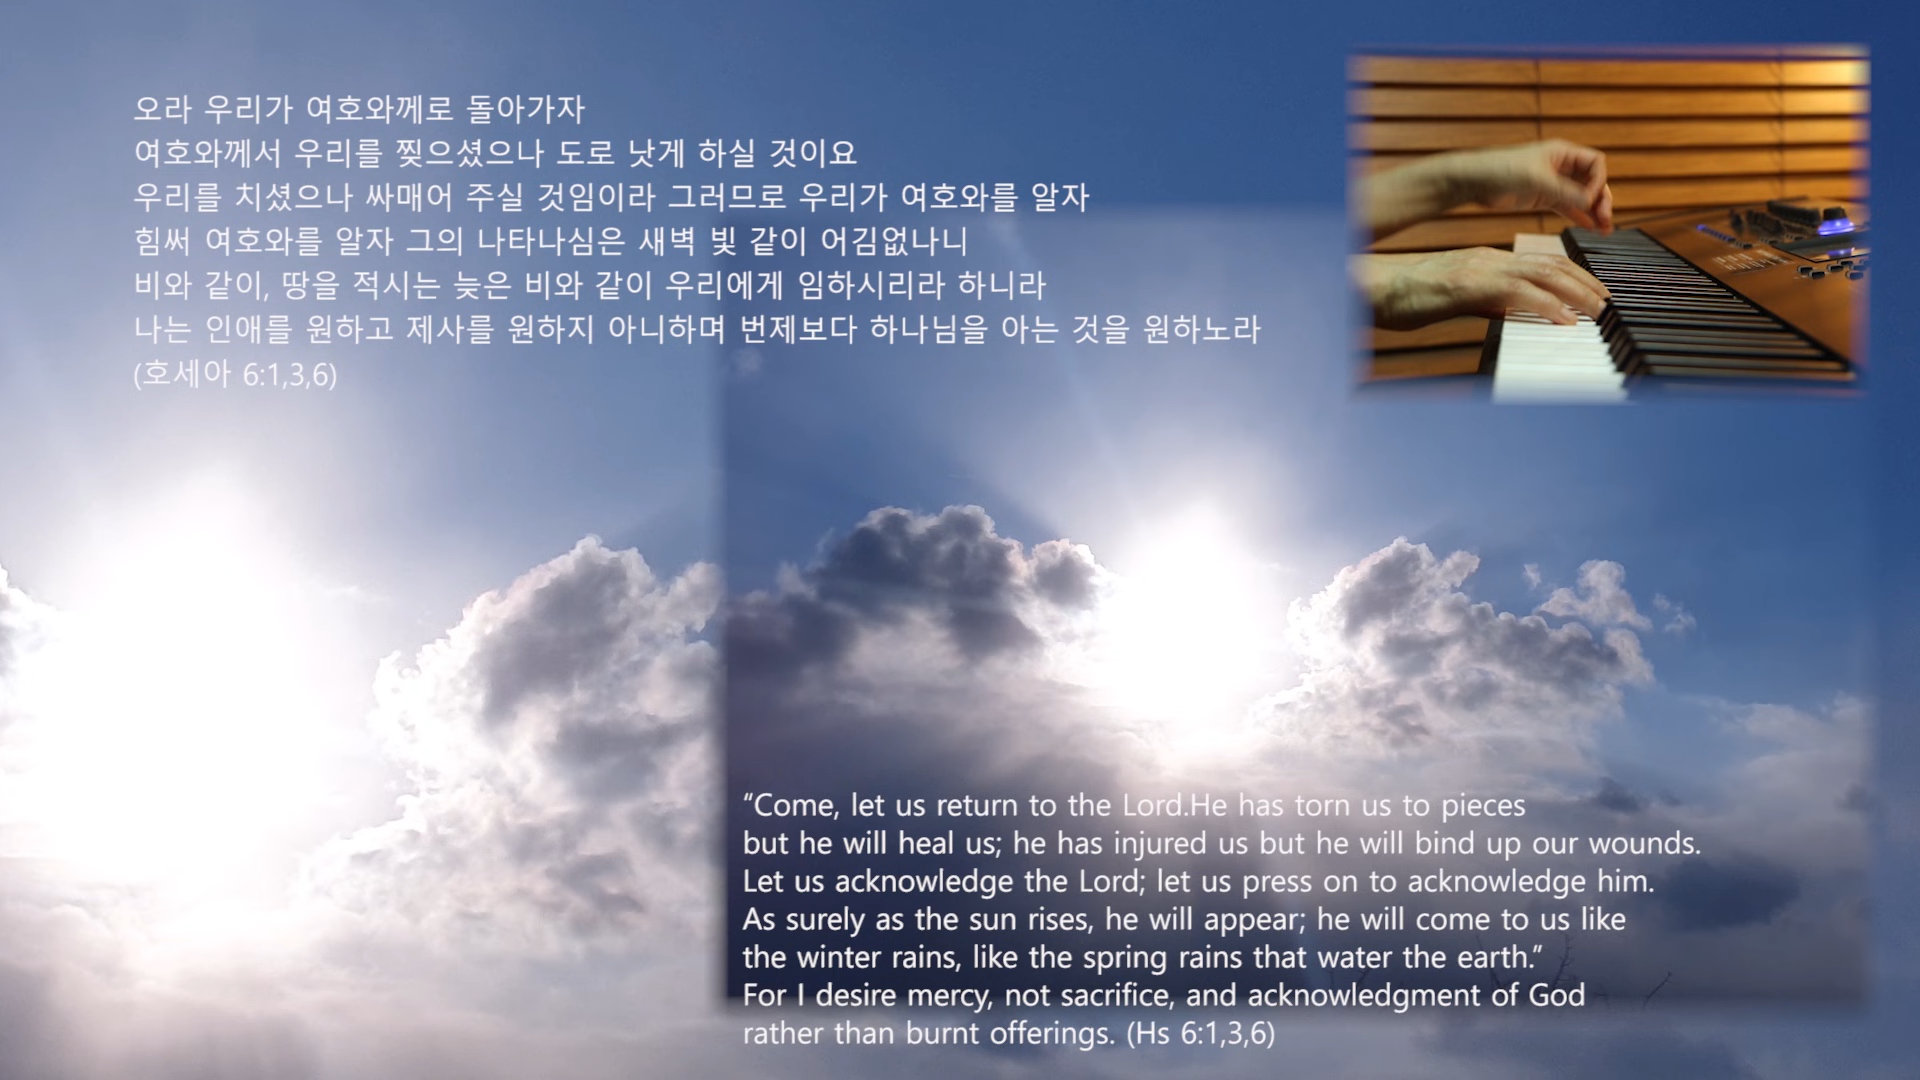 오라 우리가 여호와께로 돌아가자
여호와께서 우리를 찢으셨으나 도로 낫게 하실 것이요
우리를 치셨으나 싸매어 주실 것임이라 그러므로 우리가 여호와를 알자
힘써 여호와를 알자 그의 나타나심은 새벽 빛 같이 어김없나니
비와 같이, 땅을 적시는 늦은 비와 같이 우리에게 임하시리라 하니라
나는 인애를 원하고 제사를 원하지 아니하며 번제보다 하나님을 아는 것을 원하노라
(호세아 6:1,3,6)
“Come, let us return to the Lord.He has torn us to pieces
but he will heal us; he has injured us but he will bind up our wounds.
Let us acknowledge the Lord; let us press on to acknowledge him.
As surely as the sun rises, he will appear; he will come to us like
the winter rains, like the spring rains that water the earth.”
For I desire mercy, not sacrifice, and acknowledgment of God
rather than burnt offerings. (Hs 6:1,3,6)